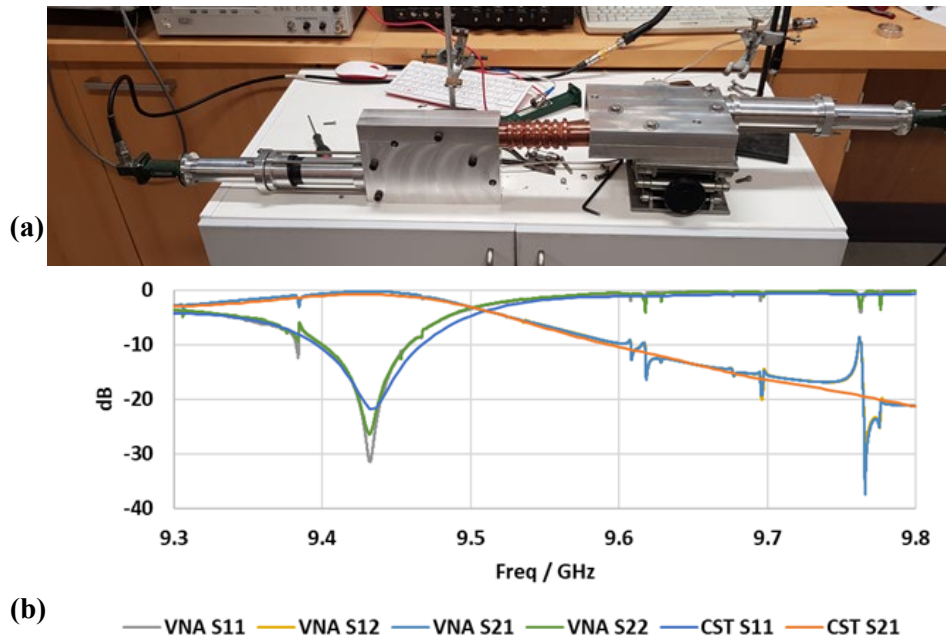 (a)
0
-10
-20
-30
-40
dB
9.3 9.4 9.5 9.6 9.7 9.8
Freq / GHz
(b)
VNA S11 VNA S12 VNA S21 VNA S22 CST S11 CST S21